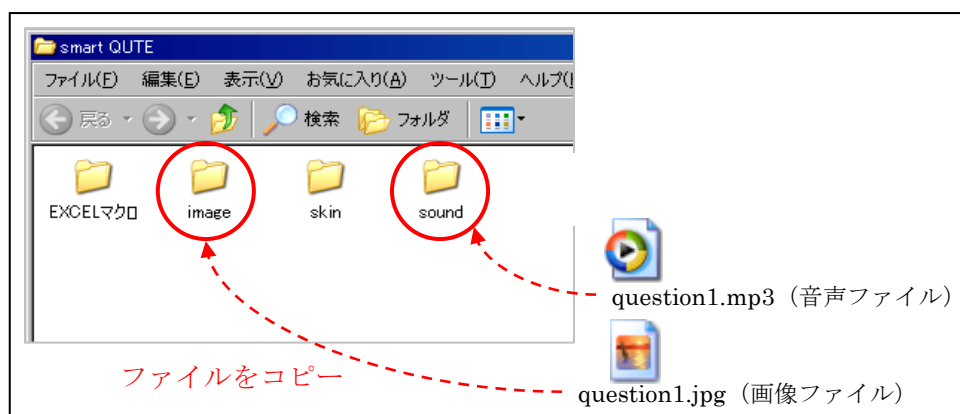 smart QUTE
ファイル(F) 編集(E) 表示(V) お気に入り(A) ツール(T) ヘルプ(
戻る 検索 フォルダ
EXCELマクロ image skin sound
question1.mp3（音声ファイル）
ファイルをコピー
question1.jpg（画像ファイル）